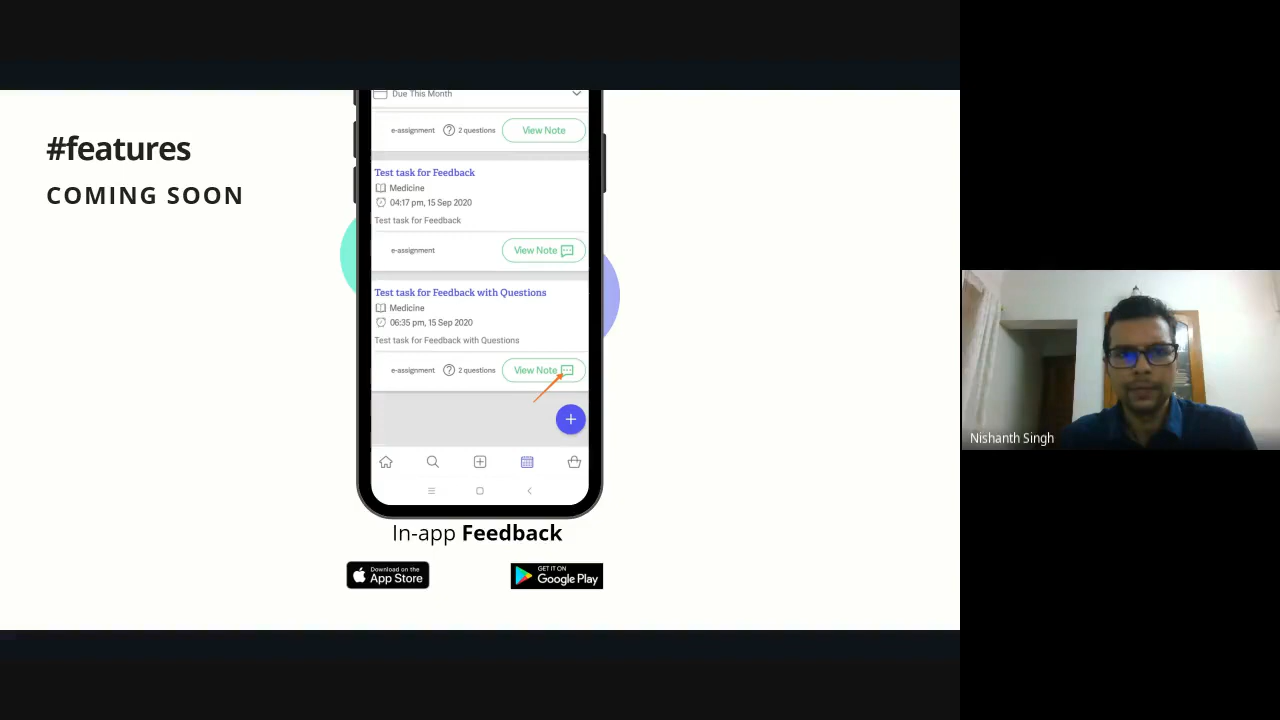 #features
COMING SOON
Due This Month
e-assignment 2 questions View Note
Test task for Feedback
Medicine
04:17 pm, 15 Sep 2020
Test task for Feedback
e-assignment View Note
Test task for Feedback with Questions
Medicine
06:35 pm, 15 Sep 2020
Test task for Feedback with Questions
e-assignment 2 questions View Note
In-app Feedback
Download on the
App Store
GET IT ON
Google Play
Nishanth Singh